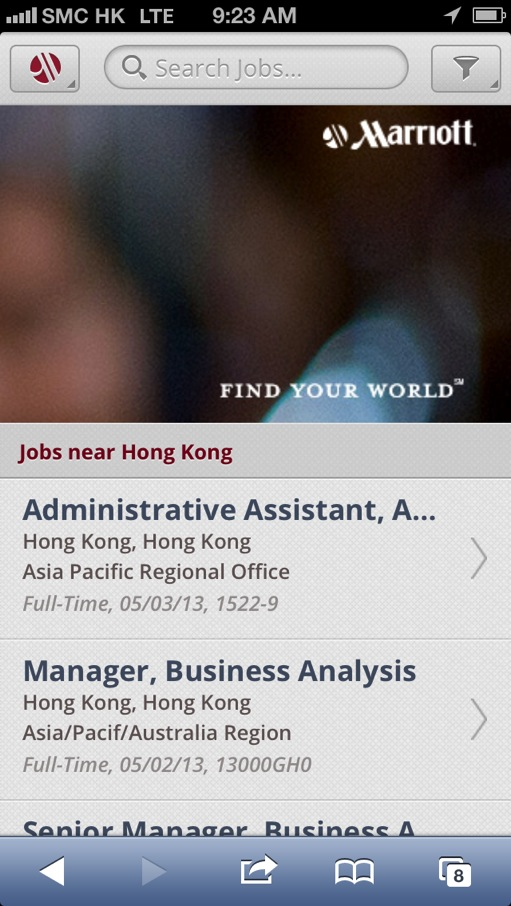 SMC HK LTE 9:23 AM
Search Jobs...
Marriott
FIND YOUR WORLD℠
Jobs near Hong Kong
Administrative Assistant, A...
Hong Kong, Hong Kong
Asia Pacific Regional Office
Full-Time, 05/03/13, 1522-9
Manager, Business Analysis
Hong Kong, Hong Kong
Asia/Pacif/Australia Region
Full-Time, 05/02/13, 13000GH0
Senior Manager, Business A
8